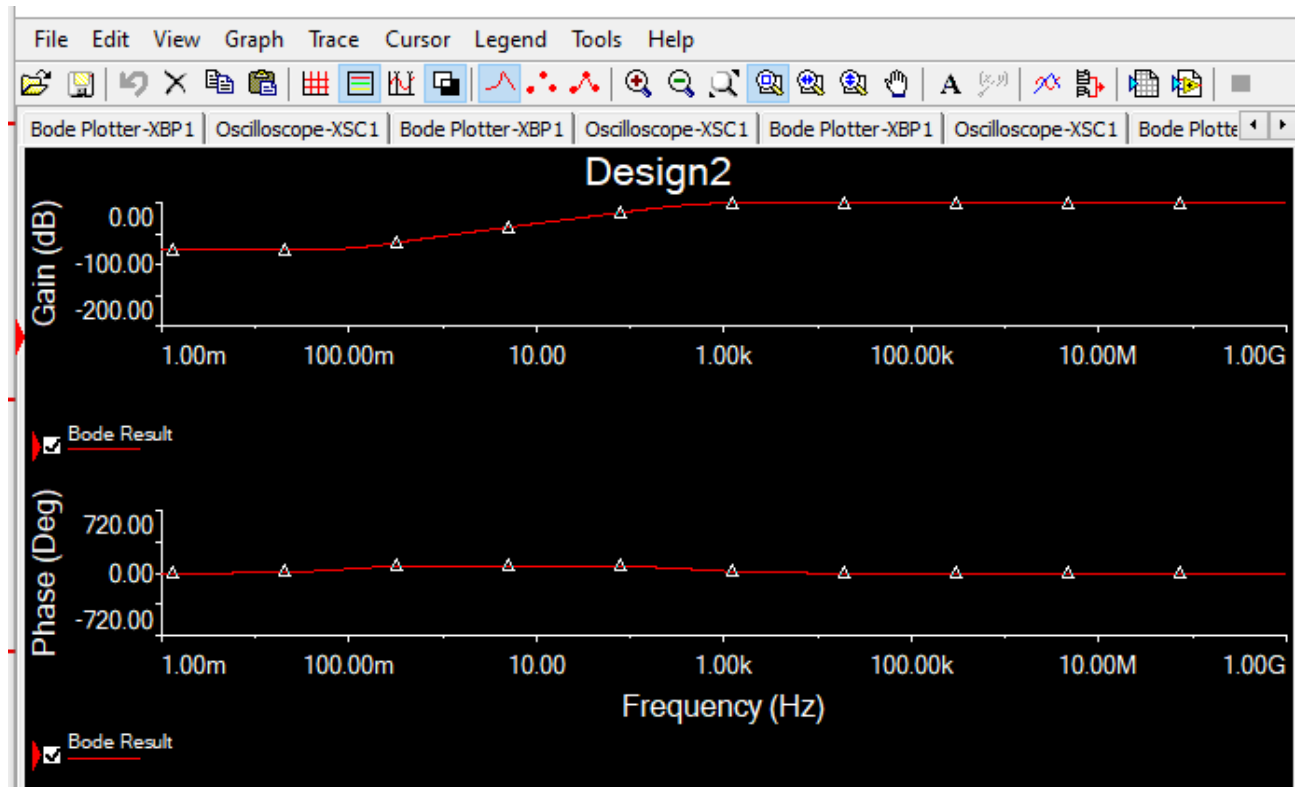 File Edit View Graph Trace Cursor Legend Tools Help
A (x,y)
Bode Plotter-XBP1 Oscilloscope-XSC1 Bode Plotter-XBP1 Oscilloscope-XSC1 Bode Plotter-XBP1 Oscilloscope-XSC1 Bode Plotte
Design2
Gain (dB)
0.00
-100.00
-200.00
1.00m 100.00m 10.00 1.00k 100.00k 10.00M 1.00G
Bode Result
Phase (Deg)
720.00
0.00
-720.00
1.00m 100.00m 10.00 1.00k 100.00k 10.00M 1.00G
Frequency (Hz)
Bode Result